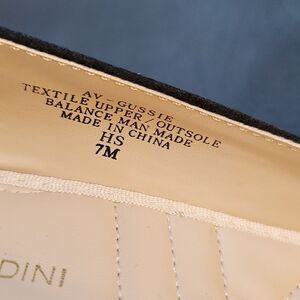 AV-GUSSIE
TEXTILE UPPER/OUTSOLE
BALANCE MAN MADE
MADE IN CHINA
HS
7M
DINI